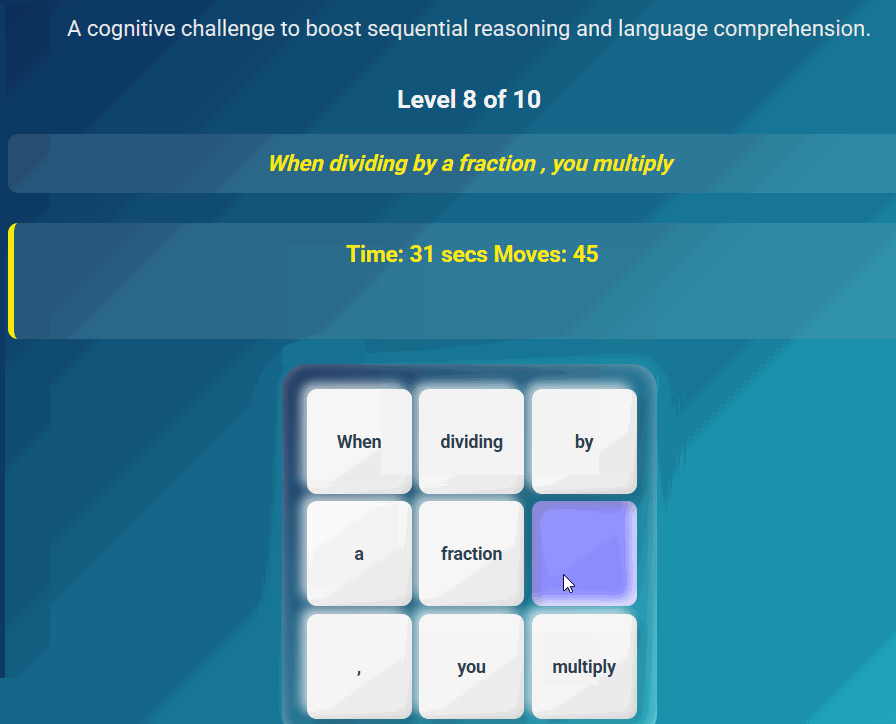 A cognitive challenge to boost sequential reasoning and language comprehension.
Level 8 of 10
When dividing by a fraction , you multiply
Time: 31 secs Moves: 45
When dividing by
a fraction
, you multiply